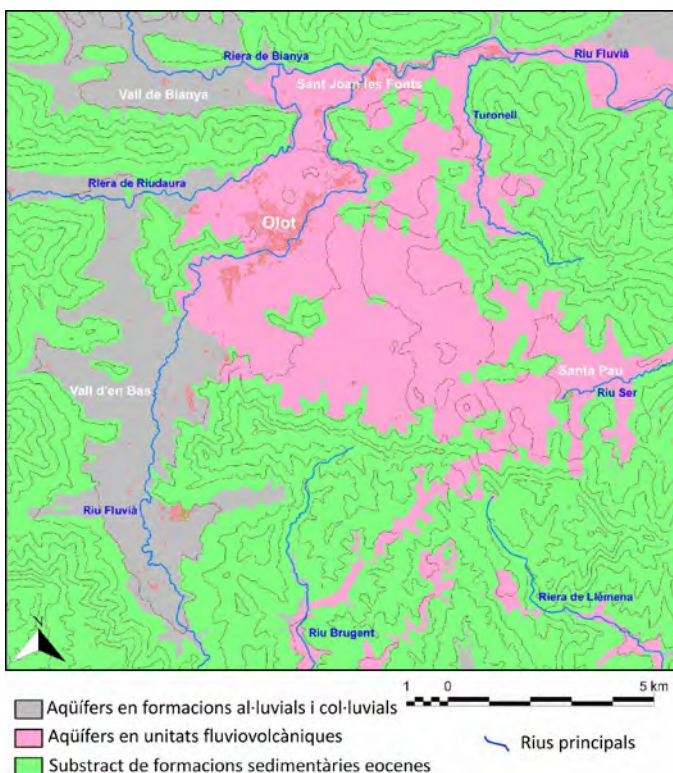 Riera de Bianya
Riu Fluvià
Sant Joan les Fonts
Vall de Bianya
Turonell
Riera de Riudaura
Olot
Santa Pau
Vall d'en Bas
Riu Ser
Riu Fluvià
Riera de Llémena
Riu Brugent
N
1 0 5 km
Aqüífers en formacions al·luvials i col·luvials
Aqüífers en unitats fluviovolcàniques
Rius principals
Substract de formacions sedimentàries eocenes